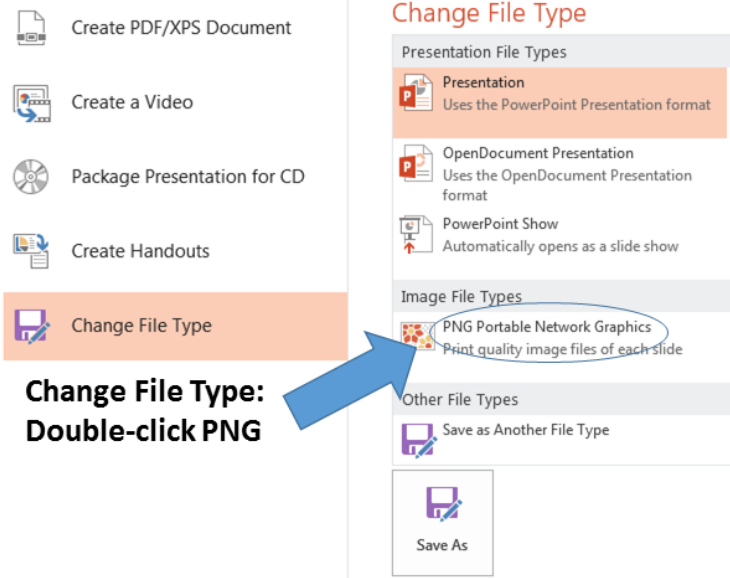 Create PDF/XPS Document
Create a Video
Package Presentation for CD
Create Handouts
Change File Type
Change File Type:
Double-click PNG
Change File Type
Presentation File Types
Presentation
Uses the PowerPoint Presentation format
OpenDocument Presentation
Uses the OpenDocument Presentation
format
PowerPoint Show
Automatically opens as a slide show
Image File Types
PNG Portable Network Graphics
Print quality image files of each slide
Other File Types
Save as Another File Type
Save As